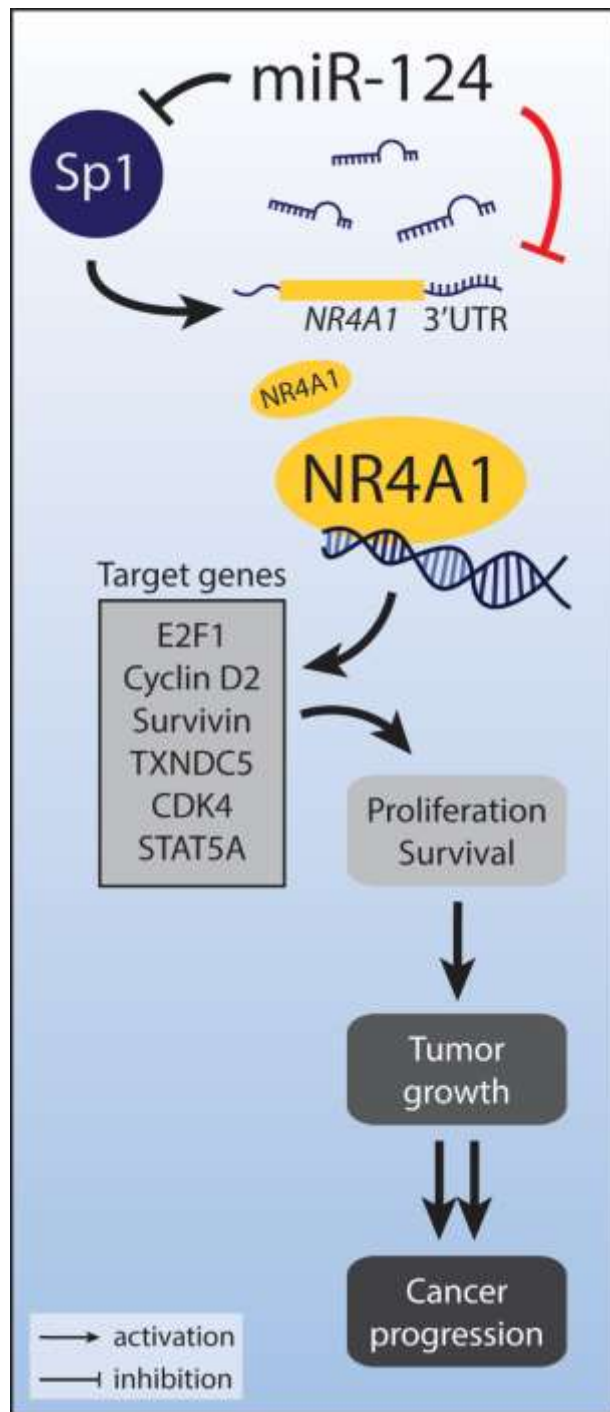 miR-124
Sp1
NR4A1 3'UTR
NR4A1
NR4A1
Target genes
E2F1
Cyclin D2
Survivin
TXNDC5
CDK4
STAT5A
Proliferation
Survival
Tumor
growth
Cancer
progression
activation
inhibition